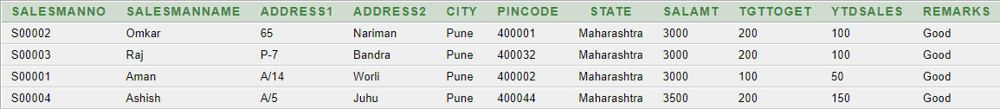 SALESMANNO SALESMANNAME ADDRESS1 ADDRESS2 CITY PINCODE STATE SALAMT TGTTOGET YTDSALES REMARKS
S00002 Omkar 65 Nariman Pune 400001 Maharashtra 3000 200 100 Good
S00003 Raj P-7 Bandra Pune 400032 Maharashtra 3000 200 100 Good
S00001 Aman A/14 Worli Pune 400002 Maharashtra 3000 100 50 Good
S00004 Ashish A/5 Juhu Pune 400044 Maharashtra 3500 200 150 Good